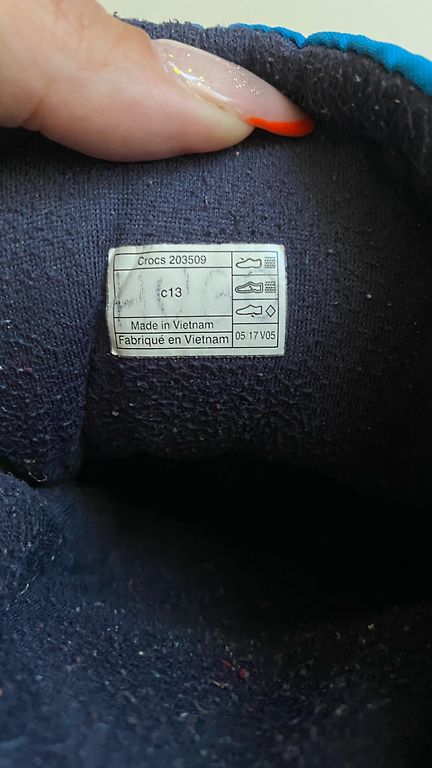 Crocs 203509
c13
Made in Vietnam
Fabriqué en Vietnam
05 17 V05